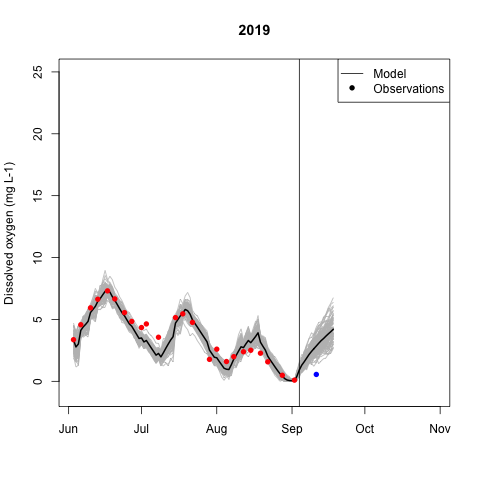 2019
Model
Observations
Dissolved oxygen (mg L-1)
25
20
15
10
5
0
Jun Jul Aug Sep Oct Nov